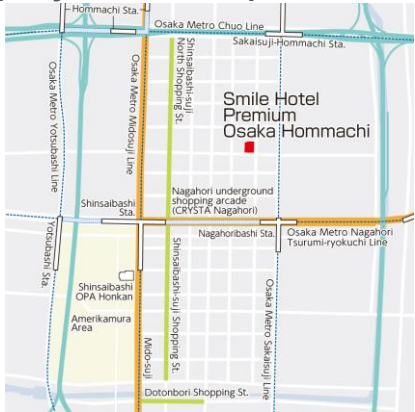 Hommachi Sta.
Osaka Metro Chuo Line
Sakaisuji-Hommachi Sta.
Osaka Metro Yotsubashi Line
Osaka Metro Midosuji Line
Shinsaibashi-suji
North Shopping St.
Smile Hotel
Premium
Osaka Hommachi
Nagahori underground
shopping arcade
(CRYSTA Nagahori)
Shinsaibashi
Sta.
Nagahoribashi Sta.
Osaka Metro Nagahori
Tsurumi-ryokuchi Line
Yotsubashi Sta.
Shinsaibashi
OPA Honkan
Amerikamura
Area
Mido-suji
Shinsaibashi-suji Shopping St.
Osaka Metro Sakaisuji Line
Dotonbori Shopping St.